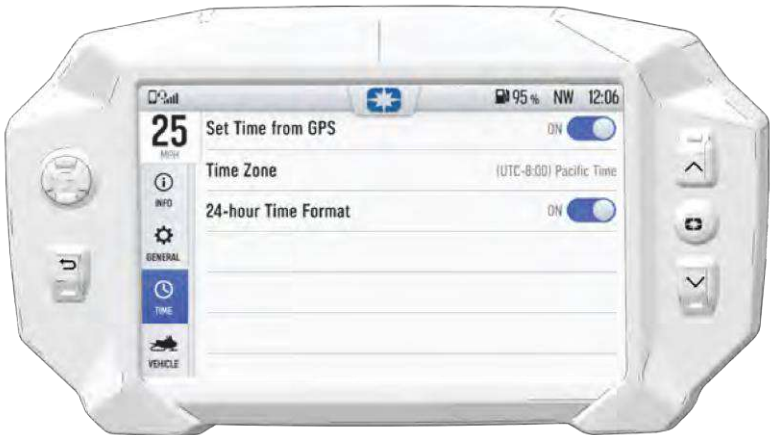 95 % NW 12:06
25
MPH
Set Time from GPS ON
Time Zone (UTC-8:00) Pacific Time
INFO
24-hour Time Format ON
GENERAL
TIME
VEHICLE